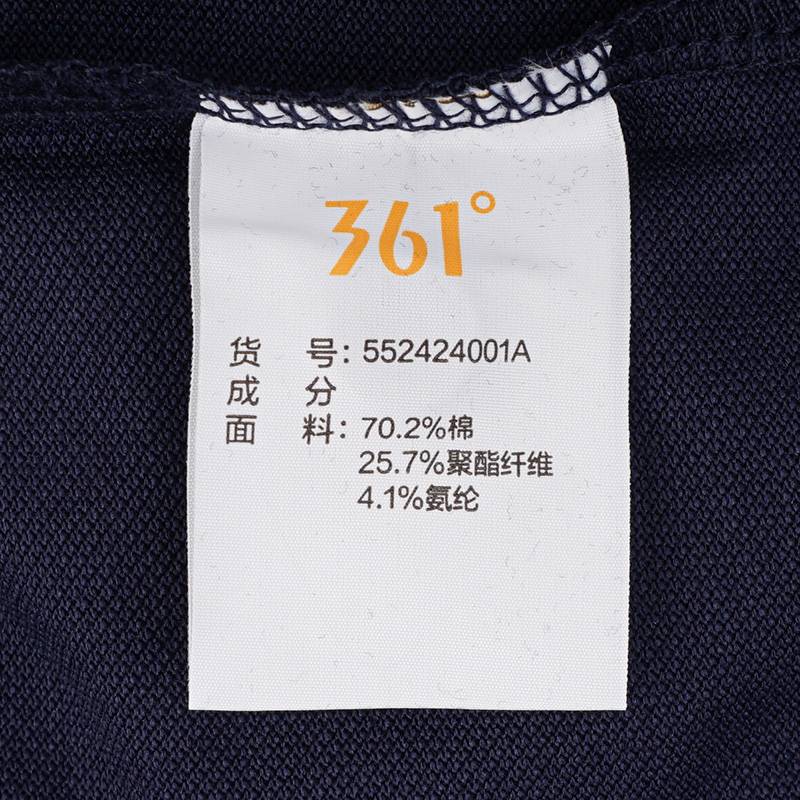 361°
货 号：552424001A
成 分
面 料：70.2%棉
25.7%聚酯纤维
4.1%氨纶